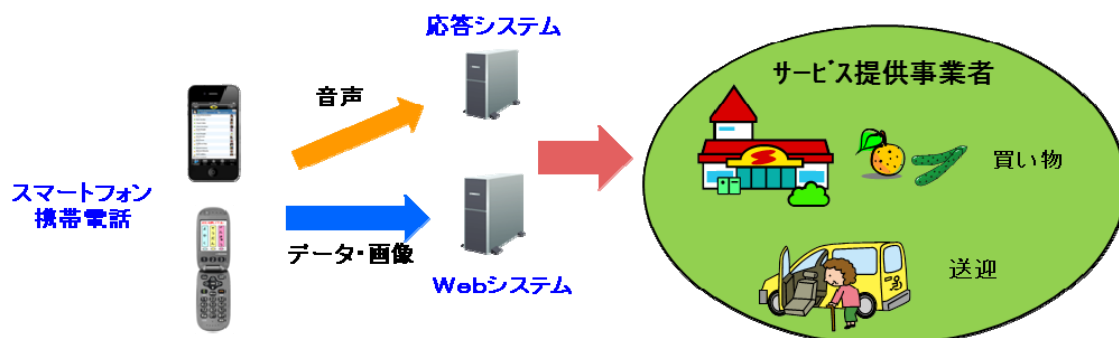 応答システム
サービス提供事業者
音声
買い物
スマートフォン
携帯電話
データ・画像
送迎
Webシステム